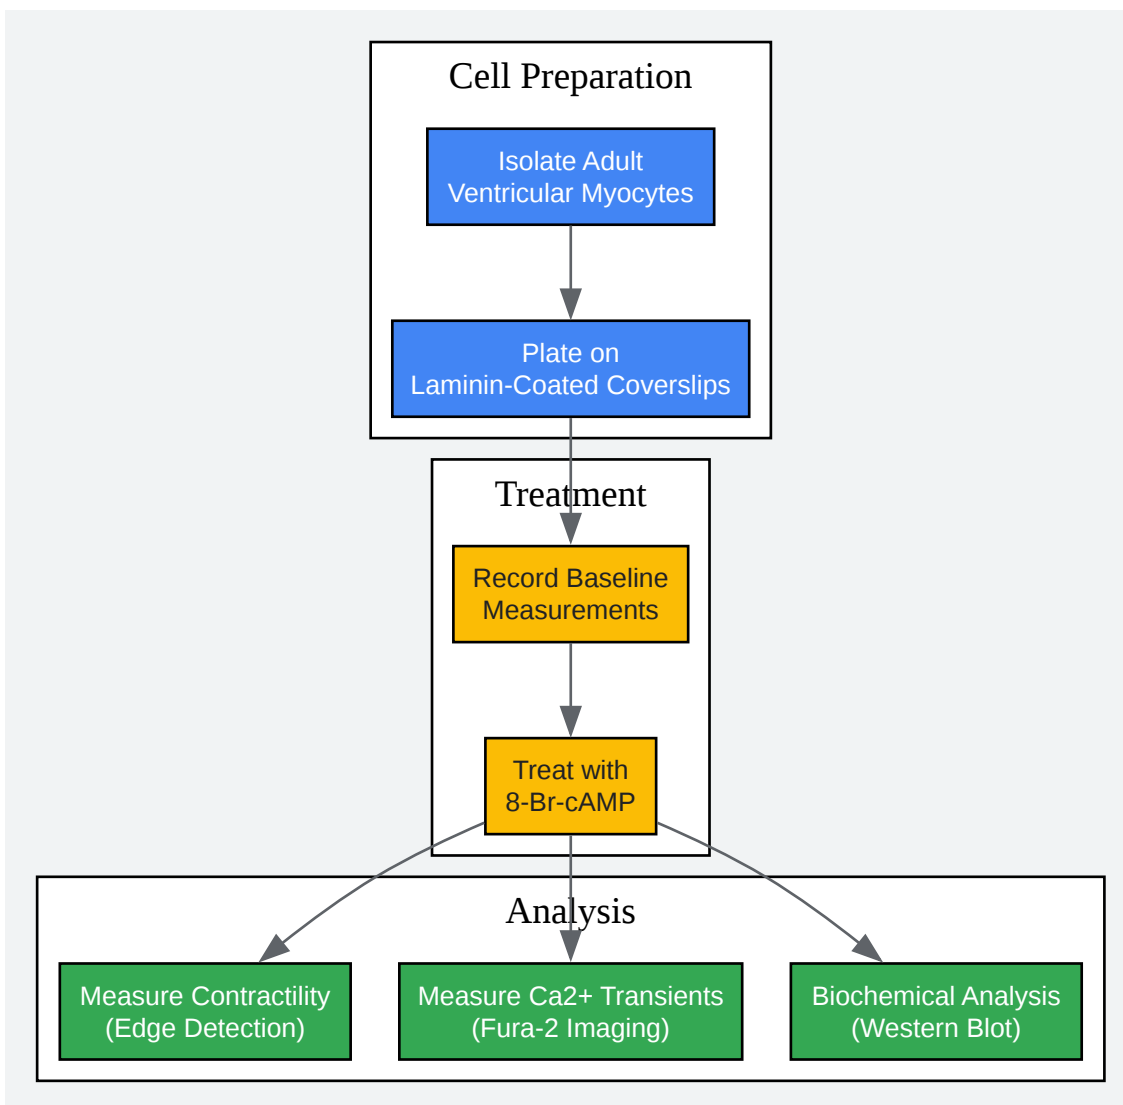 Cell Preparation
Isolate Adult
Ventricular Myocytes
Plate on
Laminin-Coated Coverslips
Treatment
Record Baseline
Measurements
Treat with
8-Br-cAMP
Analysis
Measure Contractility
(Edge Detection)
Measure Ca2+ Transients
(Fura-2 Imaging)
Biochemical Analysis
(Western Blot)